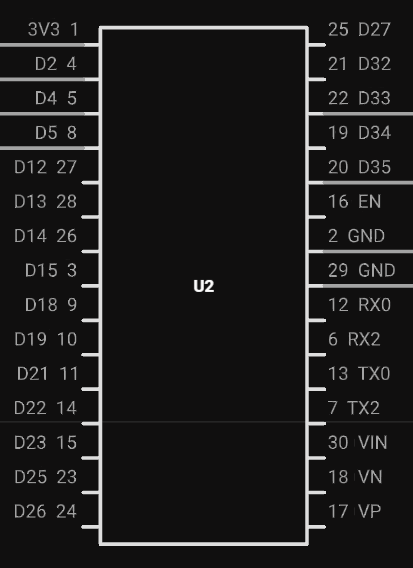 3V3 1 25 D27
D2 4 21 D32
D4 5 22 D33
D5 8 19 D34
D12 27 20 D35
D13 28 16 EN
D14 26 2 GND
D15 3 29 GND
U2
D18 9 12 RX0
D19 10 6 RX2
D21 11 13 TX0
D22 14 7 TX2
D23 15 30 VIN
D25 23 18 VN
D26 24 17 VP